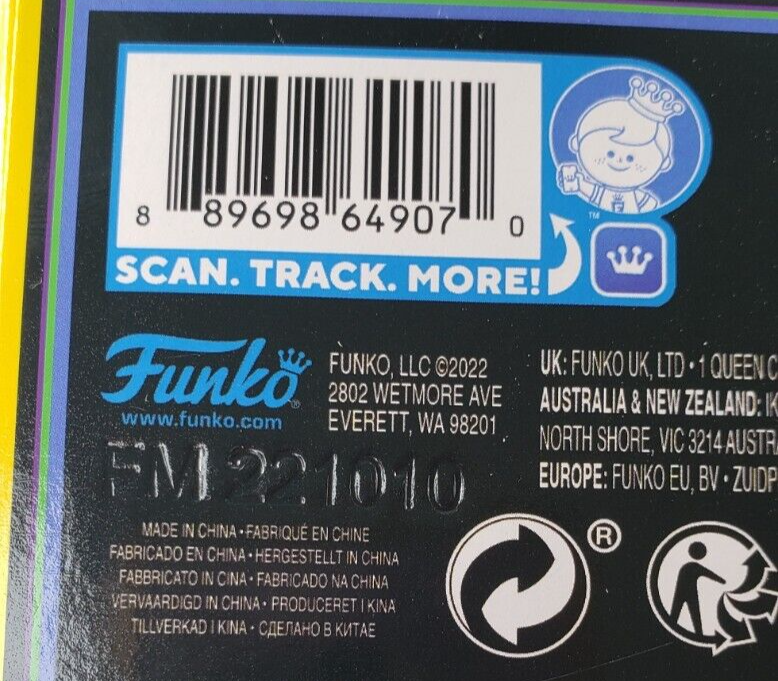 8 89698 64907 0
TM
SCAN. TRACK. MORE!
Funko®
www.funko.com
FUNKO, LLC ©2022
2802 WETMORE AVE
EVERETT, WA 98201
UK: FUNKO UK, LTD • 1 QUEEN
AUSTRALIA & NEW ZEALAND:
NORTH SHORE, VIC 3214
EUROPE: FUNKO EU, BV •
FM 221010
MADE IN CHINA • FABRIQUÉ EN CHINE
FABRICADO EN CHINA • HERGESTELLT IN CHINA
FABBRICATO IN CINA • FABRICADO NA CHINA
VERVAARDIGD IN CHINA • PRODUCERET I KINA
TILLVERKAD I KINA • СДЕЛАНО В КИТАЕ
®